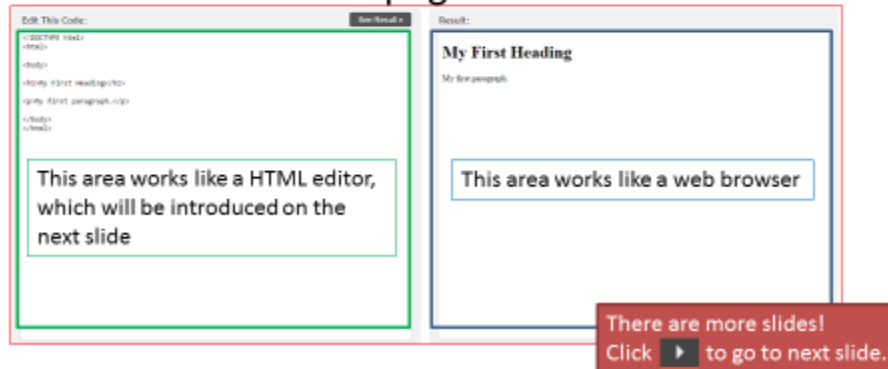 Edit This Code:
See Result »
<!DOCTYPE html>
<html>
<body>
<h1>My First Heading</h1>
<p>My first paragraph.</p>
</body>
</html>
This area works like a HTML editor,
which will be introduced on the
next slide
Result:
My First Heading
My first paragraph.
This area works like a web browser
There are more slides!
Click to go to next slide.